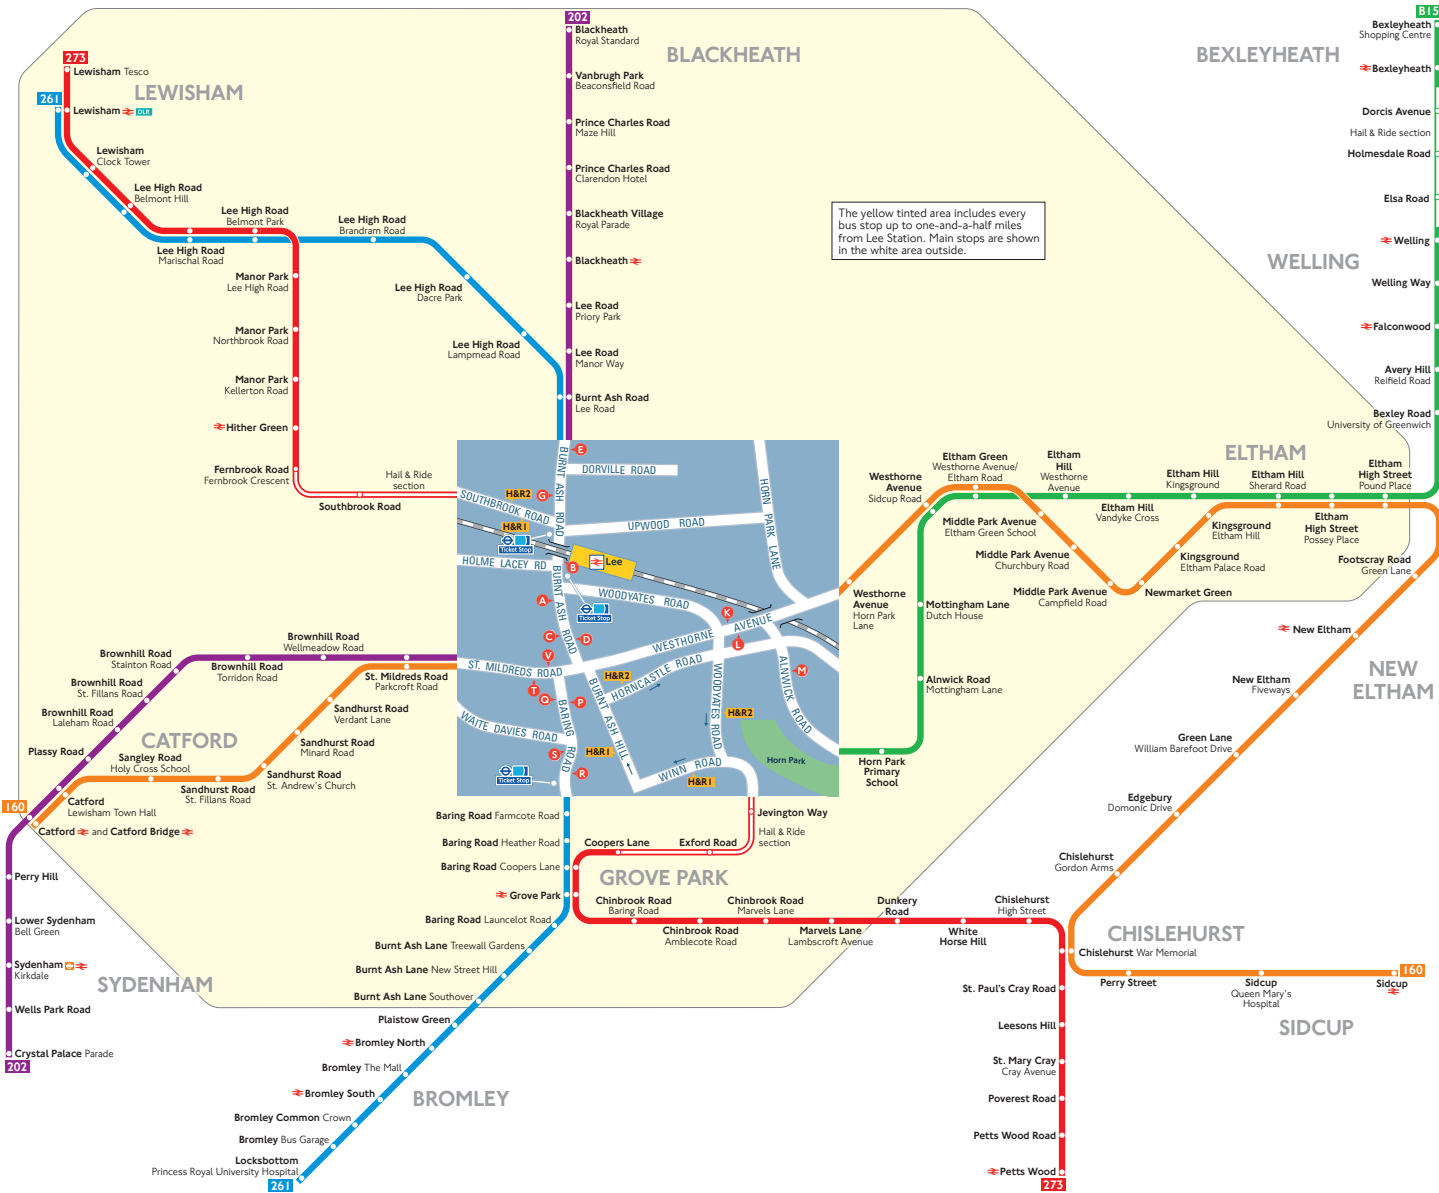 202
Blackheath
Royal Standard
BLACKHEATH
Vanbrugh Park
Beaconsfield Road
Prince Charles Road
Maze Hill
Prince Charles Road
Clarendon Hotel
Blackheath Village
Royal Parade
Blackheath
Lee Road
Priory Park
Lee Road
Manor Way
Burnt Ash Road
Lee Road
273
Lewisham Tesco
LEWISHAM
261
Lewisham DLR
Lewisham
Clock Tower
Lee High Road
Belmont Hill
Lee High Road
Belmont Park
Lee High Road
Marischal Road
Lee High Road
Brandram Road
Lee High Road
Dacre Park
Lee High Road
Lampmead Road
Manor Park
Lee High Road
Manor Park
Northbrook Road
Manor Park
Kellerton Road
Hither Green
Fernbrook Road
Fernbrook Crescent
Hail & Ride
section
Southbrook Road
The yellow tinted area includes every
bus stop up to one-and-a-half miles
from Lee Station. Main stops are shown
in the white area outside.
B15
Bexleyheath
Shopping Centre
BEXLEYHEATH
Bexleyheath
Dorcis Avenue
Hail & Ride section
Holmesdale Road
Elsa Road
Welling
WELLING
Welling Way
Falconwood
Avery Hill
Reifield Road
Bexley Road
University of Greenwich
ELTHAM
Eltham
High Street
Pound Place
Eltham Hill
Sherard Road
Eltham Hill
Kingsground
Eltham
Hill
Westhorne
Avenue
Eltham Green
Westhorne Avenue/
Eltham Road
Westhorne
Avenue
Sidcup Road
Middle Park Avenue
Eltham Green School
Eltham Hill
Vandyke Cross
Kingsground
Eltham Hill
Eltham
High Street
Possey Place
Middle Park Avenue
Churchbury Road
Kingsground
Eltham Palace Road
Footscray Road
Green Lane
Middle Park Avenue
Campfield Road
Newmarket Green
Westhorne
Avenue
Horn Park
Lane
Mottingham Lane
Dutch House
Alnwick Road
Mottingham Lane
Horn Park
Primary
School
New Eltham
NEW
ELTHAM
New Eltham
Fiveways
Green Lane
William Barefoot Drive
Edgebury
Domonic Drive
Chislehurst
Gordon Arms
E
BURNT ASH ROAD
DORVILLE ROAD
HORN PARK LANE
H&R2
G
SOUTHBROOK ROAD
H&R1
UPWOOD ROAD
Ticket Stop
HOLME LACEY RD
Lee
B
BURNT ASH ROAD
WOODYATES ROAD
A
Ticket Stop
K
C
D
WESTHORNE AVENUE
L
V
ST. MILDREDS ROAD
HORNCASTLE ROAD
H&R2
M
T
Q
P
BURNT ASH HILL
WOODYATES ROAD
ALNWICK ROAD
H&R2
WAITE DAVIES ROAD
BARING ROAD
S
H&R1
R
Ticket Stop
WINN ROAD
H&R1
Horn Park
Brownhill Road
Wellmeadow Road
Brownhill Road
Stainton Road
Brownhill Road
Torridon Road
St. Mildreds Road
Parkcroft Road
Brownhill Road
St. Fillans Road
Sandhurst Road
Verdant Lane
Brownhill Road
Laleham Road
CATFORD
Sandhurst Road
Minard Road
Plassy Road
Sangley Road
Holy Cross School
Sandhurst Road
St. Andrew's Church
Sandhurst Road
St. Fillans Road
160
Catford
Lewisham Town Hall
Catford and Catford Bridge
Perry Hill
Lower Sydenham
Bell Green
Sydenham
Kirkdale
SYDENHAM
Wells Park Road
Crystal Palace Parade
202
Baring Road Farmcote Road
Baring Road Heather Road
Baring Road Coopers Lane
Grove Park
Baring Road Launcelot Road
Burnt Ash Lane Treewall Gardens
Burnt Ash Lane New Street Hill
Burnt Ash Lane Southover
Plaistow Green
Bromley North
Bromley The Mall
Bromley South
BROMLEY
Bromley Common Crown
Bromley Bus Garage
Locksbottom
Princess Royal University Hospital
261
Jevington Way
Hail & Ride
section
Coopers Lane
Exford Road
GROVE PARK
Chinbrook Road
Baring Road
Chinbrook Road
Amblecote Road
Chinbrook Road
Marvels Lane
Marvels Lane
Lambscroft Avenue
Dunkery
Road
White
Horse Hill
Chislehurst
High Street
CHISLEHURST
Chislehurst War Memorial
Perry Street
Sidcup
Queen Mary's
Hospital
Sidcup
160
SIDCUP
St. Paul's Cray Road
Leesons Hill
St. Mary Cray
Cray Avenue
Poverest Road
Petts Wood Road
Petts Wood
273